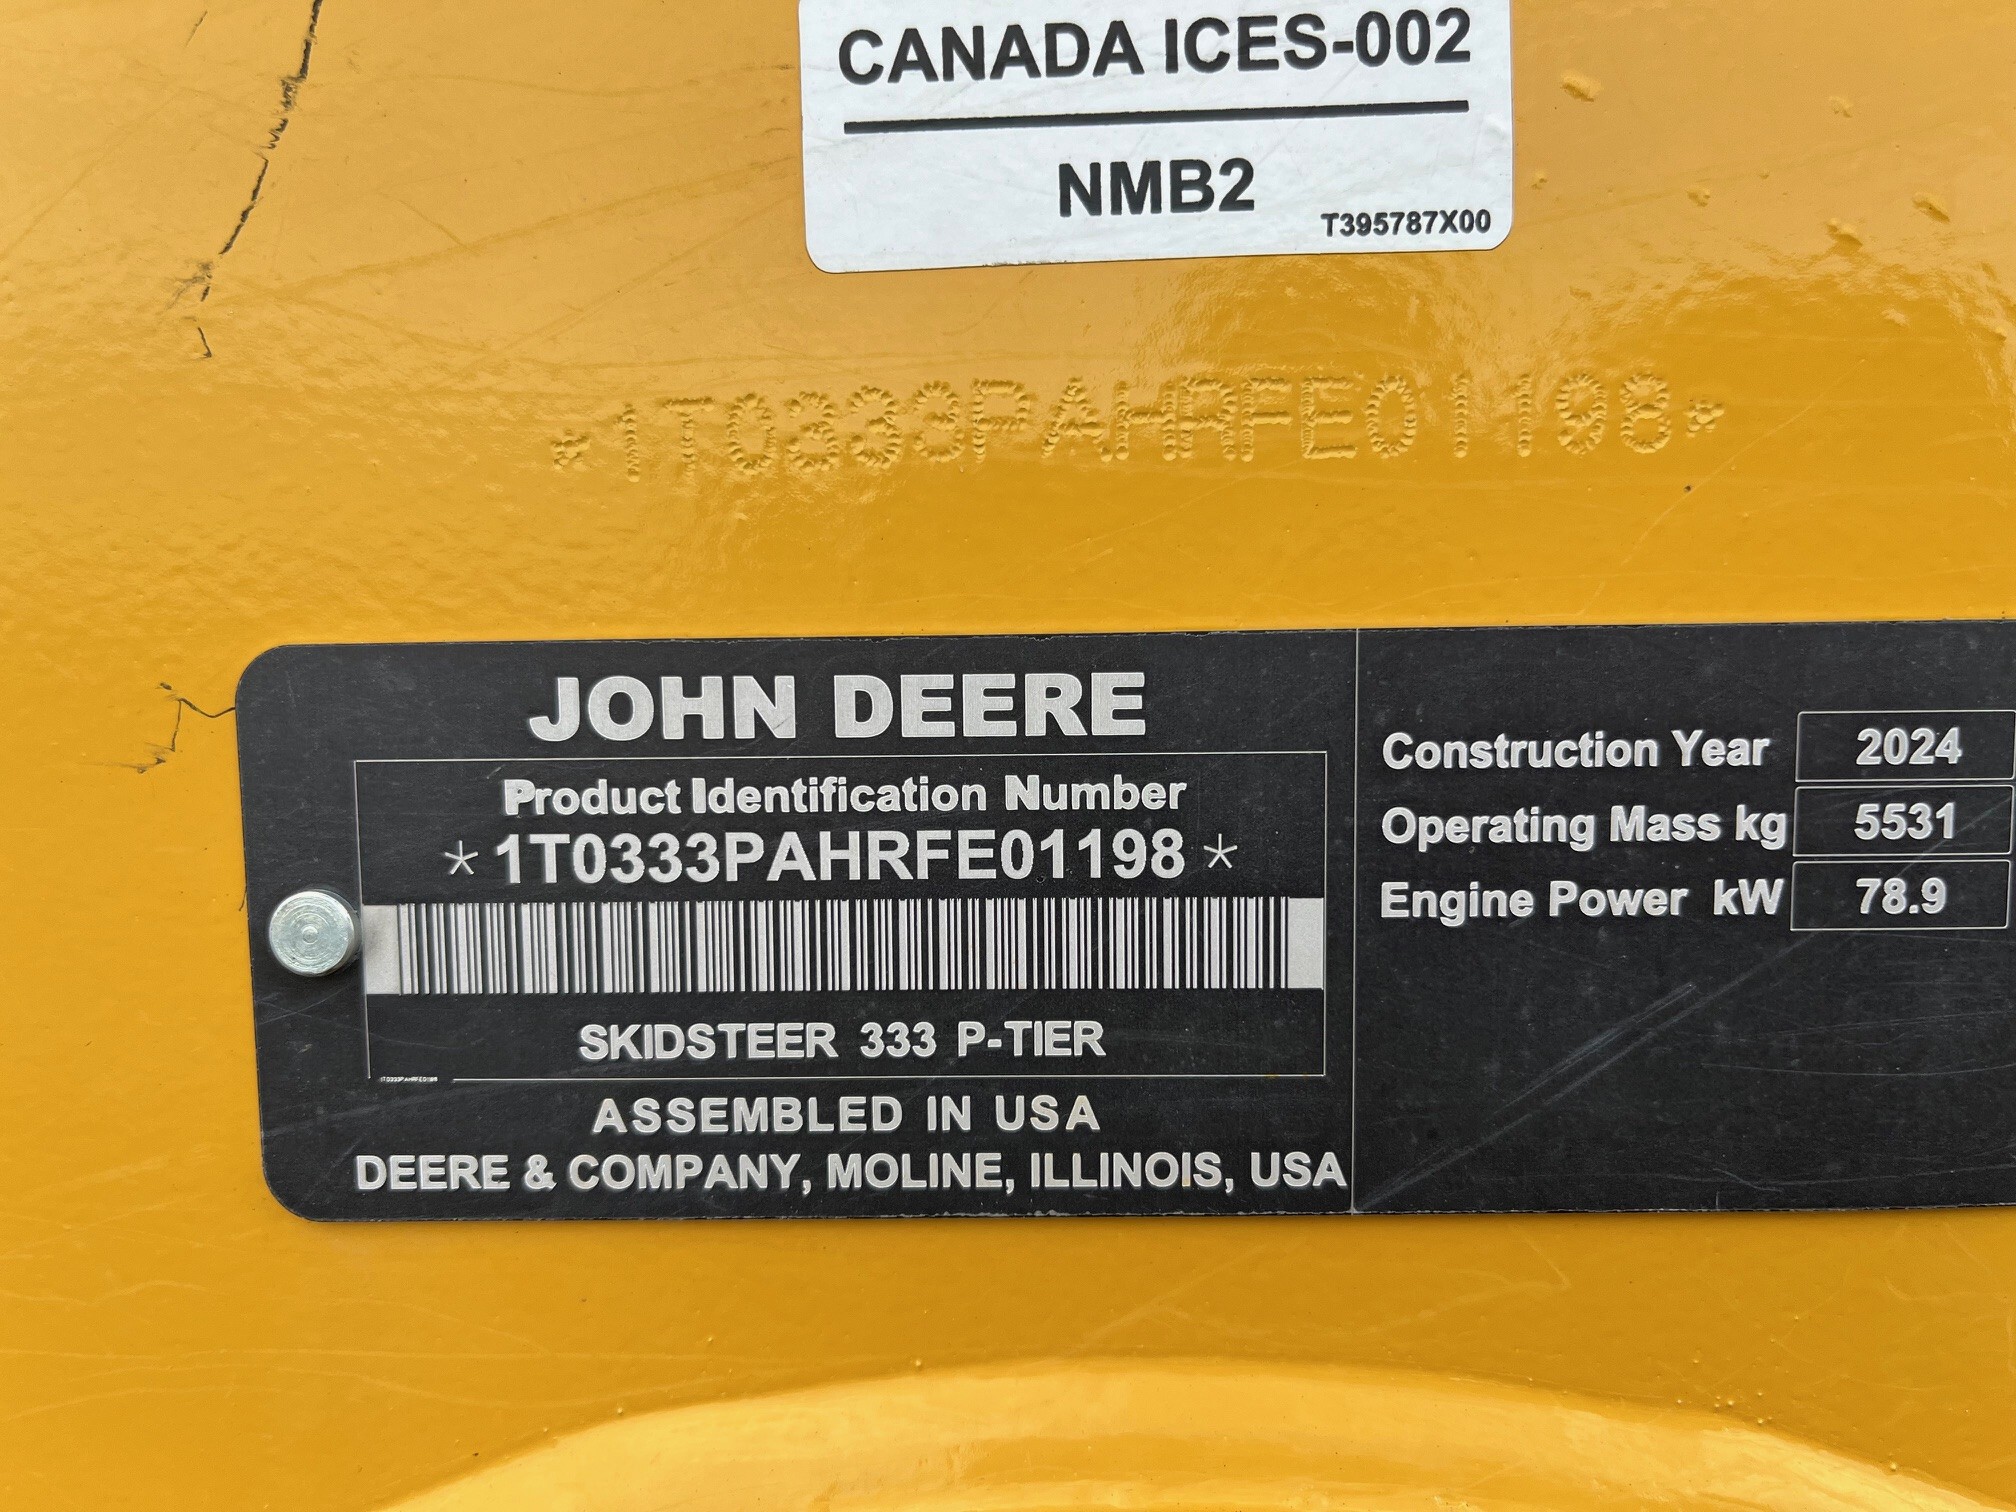 CANADA ICES-002
NMB2
T395787X00
*1T0333PAHRFE01198*
JOHN DEERE
Product Identification Number
*1T0333PAHRFE01198*
SKIDSTEER 333 P-TIER
1T0333PAHRFE01198
ASSEMBLED IN USA
DEERE & COMPANY, MOLINE, ILLINOIS, USA
Construction Year 2024
Operating Mass kg 5531
Engine Power kW 78.9